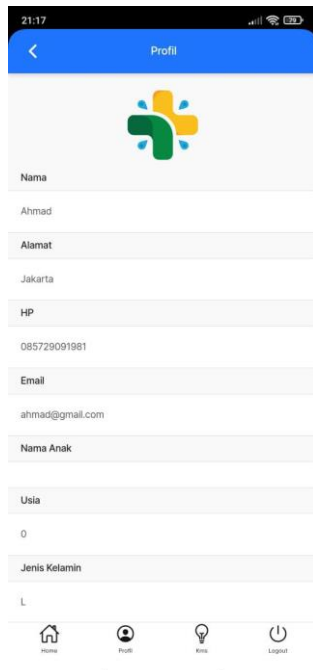 21:17
79
Profil
Nama
Ahmad
Alamat
Jakarta
HP
085729091981
Email
ahmad@gmail.com
Nama Anak
Usia
0
Jenis Kelamin
L
Home Profil Kms Logout